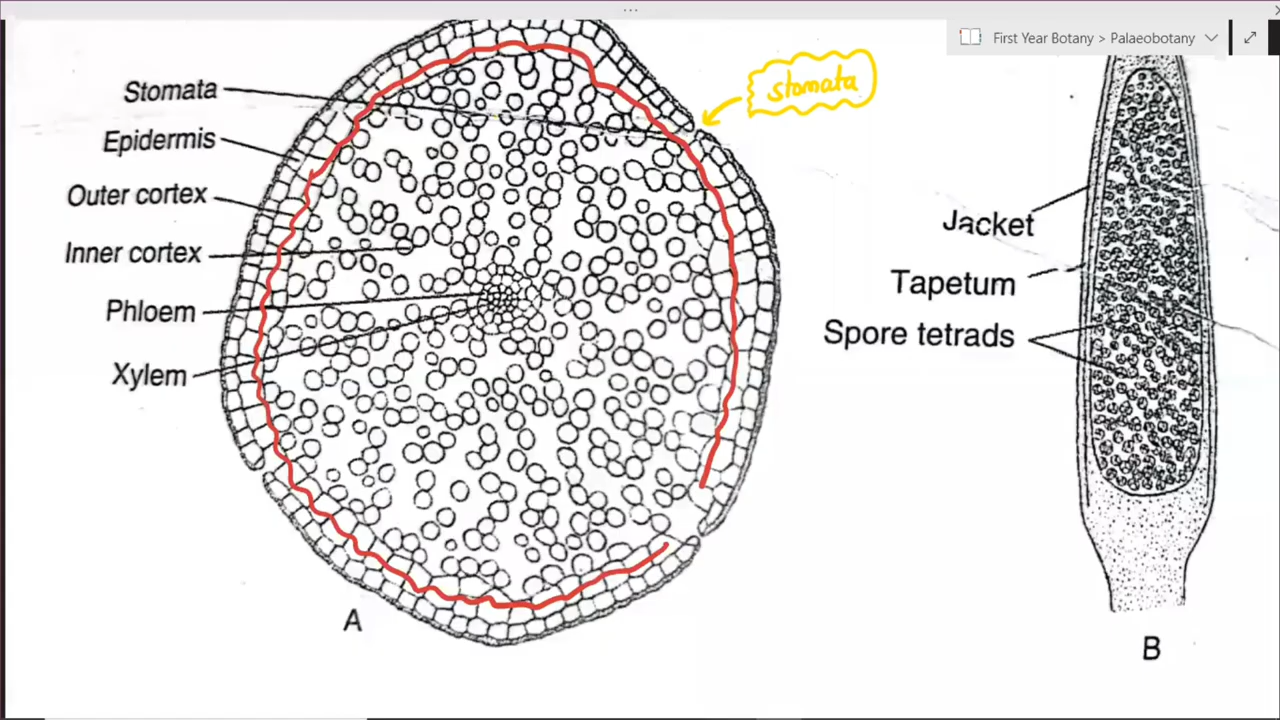 First Year Botany > Palaeobotany
stomata
Stomata
Epidermis
Outer cortex
Inner cortex
Phloem
Xylem
A
Jacket
Tapetum
Spore tetrads
B